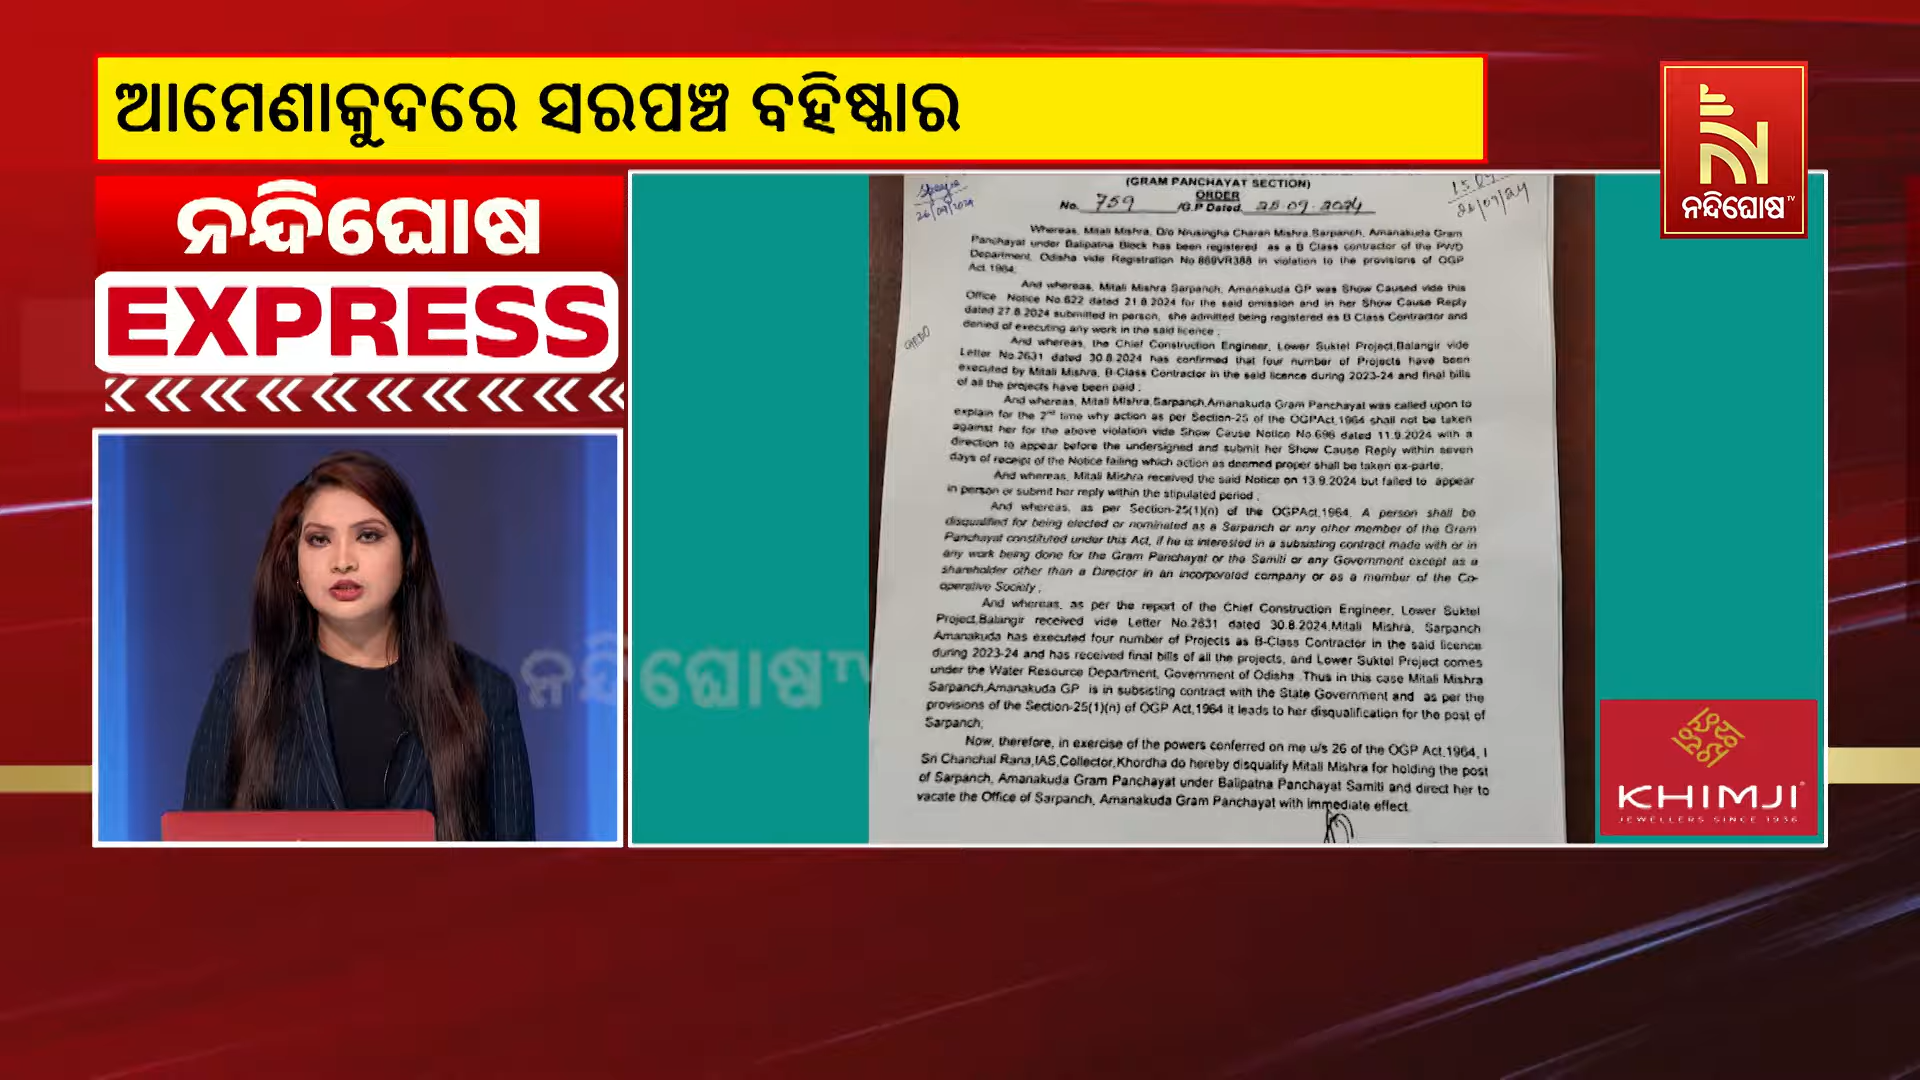 ଆମେଣାକୁଦରେ ସରପଞ୍ଚ ବହିଷ୍କାର
ନନ୍ଦିଘୋଷ TV
ନନ୍ଦିଘୋଷ
EXPRESS
(GRAM PANCHAYAT SECTION)
ORDER
No. 759 /G.P Dated. 25.09.2024
26/09/2024
26/09/24
Whereas, Mitali Mishra, D/o Nrusingha Charan Mishra,Sarpanch, Amanakuda Gram
Panchayat under Balipatna Block has been registered as a B Class contractor of the PWD
Department, Odisha vide Registration No.869VR388 in violation to the provisions of OGP
Act.1964;
And whereas, Mitali Mishra Sarpanch, Amanakuda GP was Show Caused vide this
Office Notice No.622 dated 21.8.2024 for the said omission and in her Show Cause Reply
dated 27.8.2024 submitted in person, she admitted being registered as B Class Contractor and
denied of executing any work in the said licence ;
And whereas, the Chief Construction Engineer, Lower Suktel Project,Balangir vide
Letter No.2631 dated 30.8.2024 has confirmed that four number of Projects have been
executed by Mitali Mishra, B-Class Contractor in the said licence during 2023-24 and final bills
of all the projects have been paid ;
And whereas, Mitali Mishra,Sarpanch,Amanakuda Gram Panchayat was called upon to
explain for the 2nd time why action as per Section-25 of the OGPAct,1964 shall not be taken
against her for the above violation vide Show Cause Notice No.696 dated 11.9.2024 with a
direction to appear before the undersigned and submit her Show Cause Reply within seven
days of receipt of the Notice failing which action as deemed proper shall be taken ex-parte.
And whereas, Mitali Mishra received the said Notice on 13.9.2024 but failed to appear
in person or submit her reply within the stipulated period ;
And whereas, as per Section-25(1)(n) of the OGPAct,1964, A person shall be
disqualified for being elected or nominated as a Sarpanch or any other member of the Gram
Panchayat constituted under this Act, if he is interested in a subsisting contract made with or in
any work being done for the Gram Panchayat or the Samiti or any Government except as a
shareholder other than a Director in an incorporated company or as a member of the Co-
operative Society ;
And whereas, as per the report of the Chief Construction Engineer, Lower Suktel
Project,Balangir received vide Letter No.2631 dated 30.8.2024,Mitali Mishra, Sarpanch
Amanakuda has executed four number of Projects as B-Class Contractor in the said licence
during 2023-24 and has received final bills of all the projects, and Lower Suktel Project comes
under the Water Resource Department, Government of Odisha .Thus in this case Mitali Mishra
Sarpanch,Amanakuda GP is in subsisting contract with the State Government and as per the
provisions of the Section-25(1)(n) of OGP Act,1964 it leads to her disqualification for the post of
Sarpanch;
Now, therefore, in exercise of the powers conferred on me u/s 26 of the OGP Act,1964, I
Sri Chanchal Rana,IAS,Collector,Khordha do hereby disqualify Mitali Mishra for holding the post
of Sarpanch, Amanakuda Gram Panchayat under Balipatna Panchayat Samiti and direct her to
vacate the Office of Sarpanch, Amanakuda Gram Panchayat with immediate effect.
ନନ୍ଦିଘୋଷTV
KHIMJI
JEWELLERS SINCE 1936